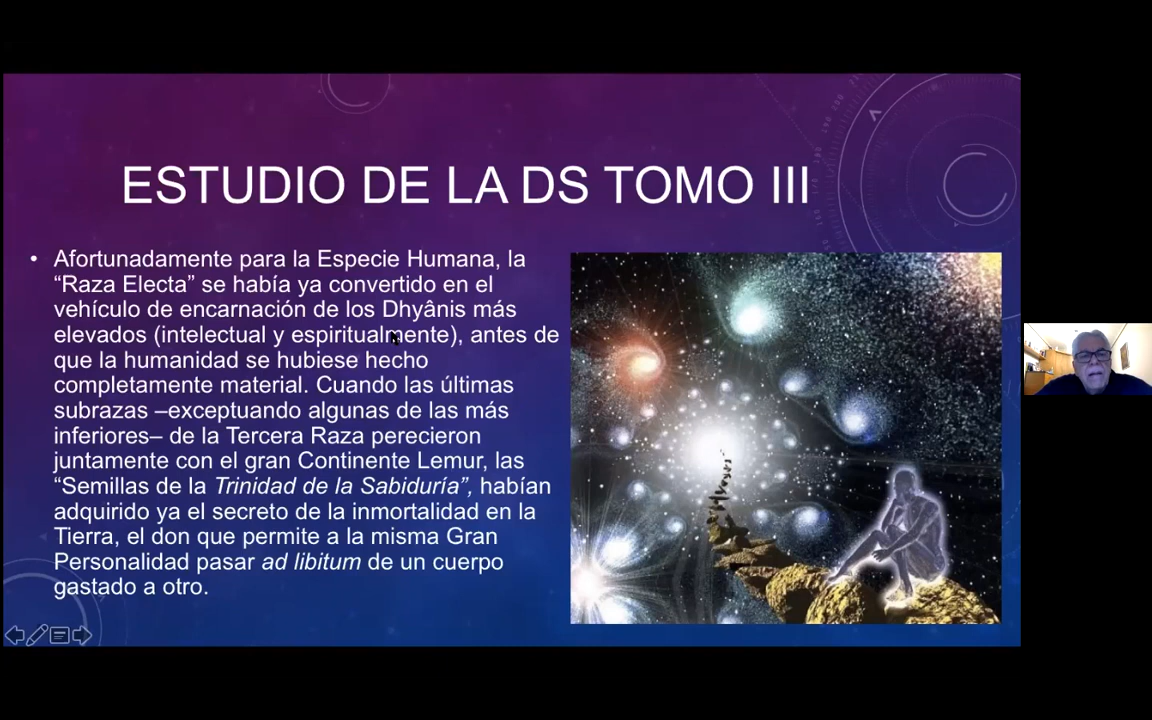 ESTUDIO DE LA DS TOMO III
• Afortunadamente para la Especie Humana, la
“Raza Electa” se había ya convertido en el
vehículo de encarnación de los Dhyânis más
elevados (intelectual y espiritualmente), antes de
que la humanidad se hubiese hecho
completamente material. Cuando las últimas
subrazas –exceptuando algunas de las más
inferiores– de la Tercera Raza perecieron
juntamente con el gran Continente Lemur, las
“Semillas de la Trinidad de la Sabiduría”, habían
adquirido ya el secreto de la inmortalidad en la
Tierra, el don que permite a la misma Gran
Personalidad pasar ad libitum de un cuerpo
gastado a otro.